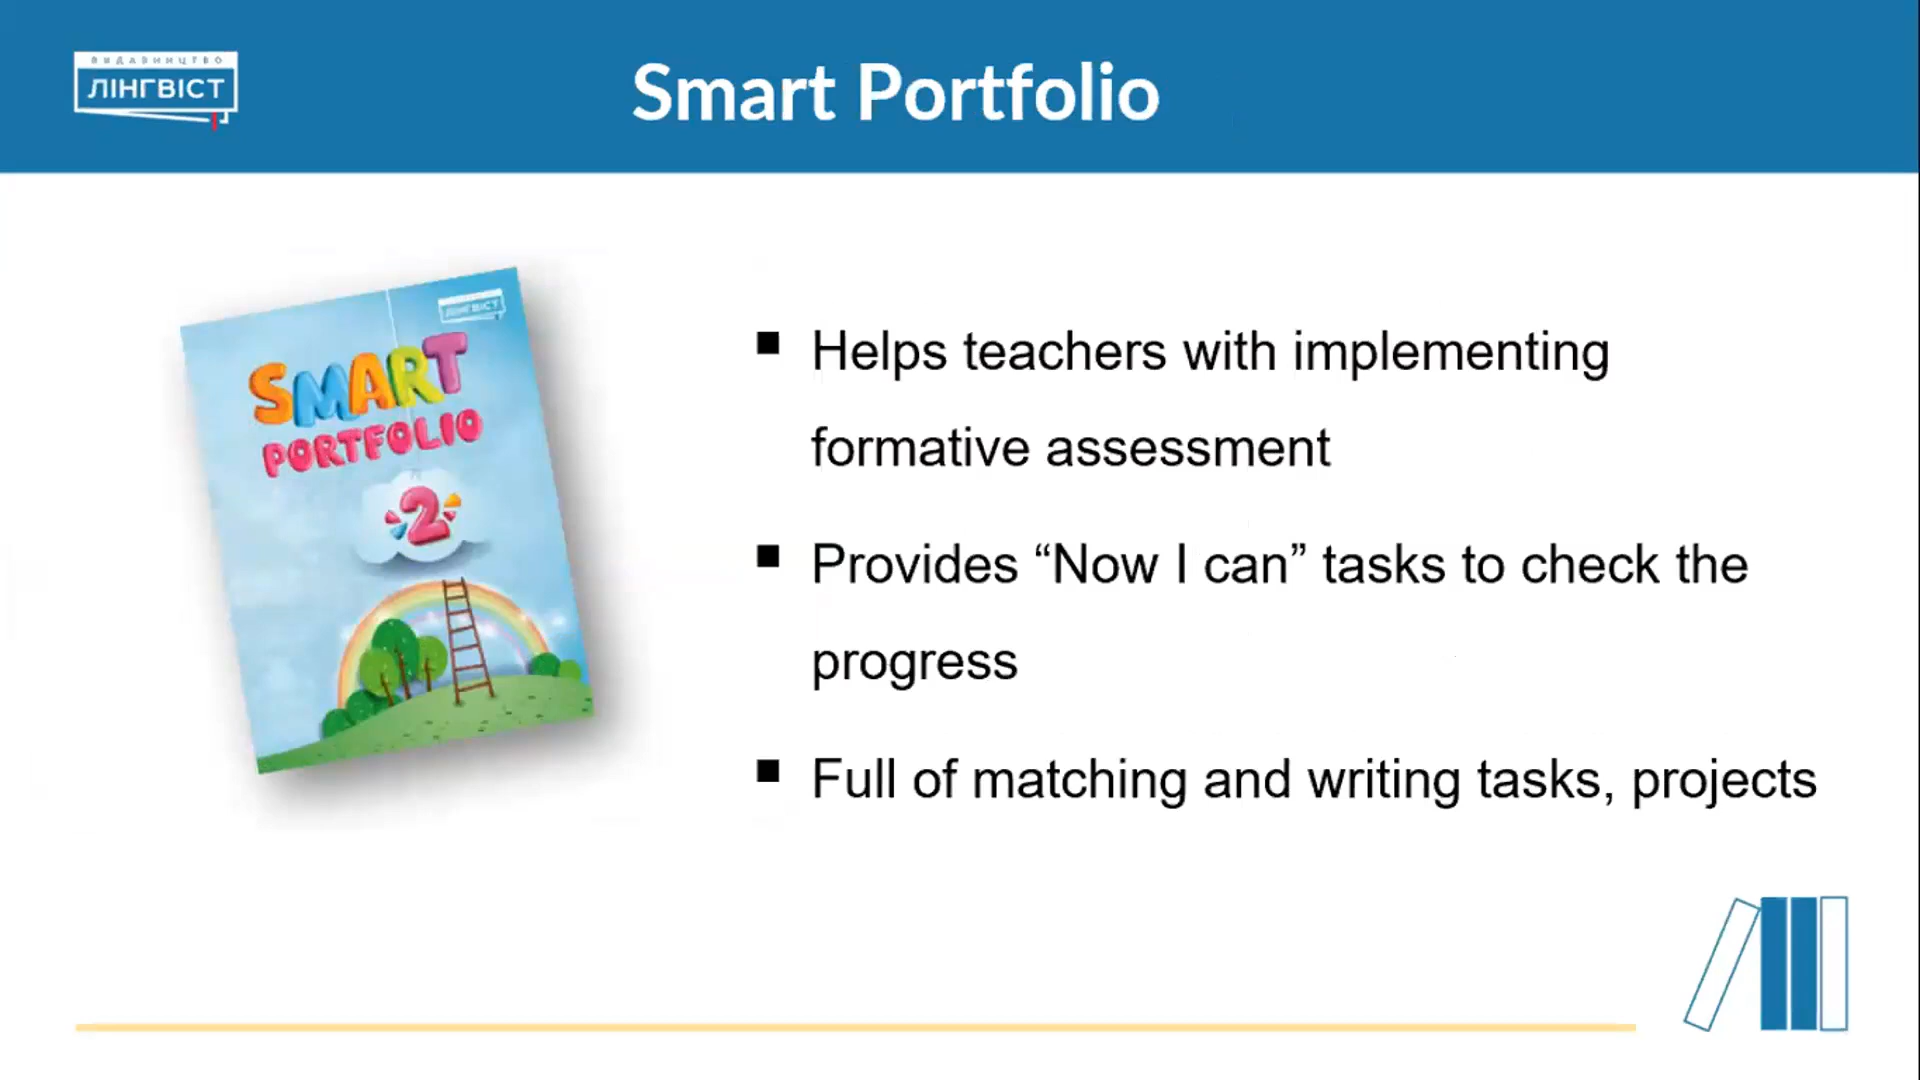 ВИДАВНИЦТВО
ЛІНГВІСТ
Smart Portfolio
ЛІНГВІСТ
SMART
PORTFOLIO
2
Helps teachers with implementing
formative assessment
Provides “Now I can” tasks to check the
progress
Full of matching and writing tasks, projects